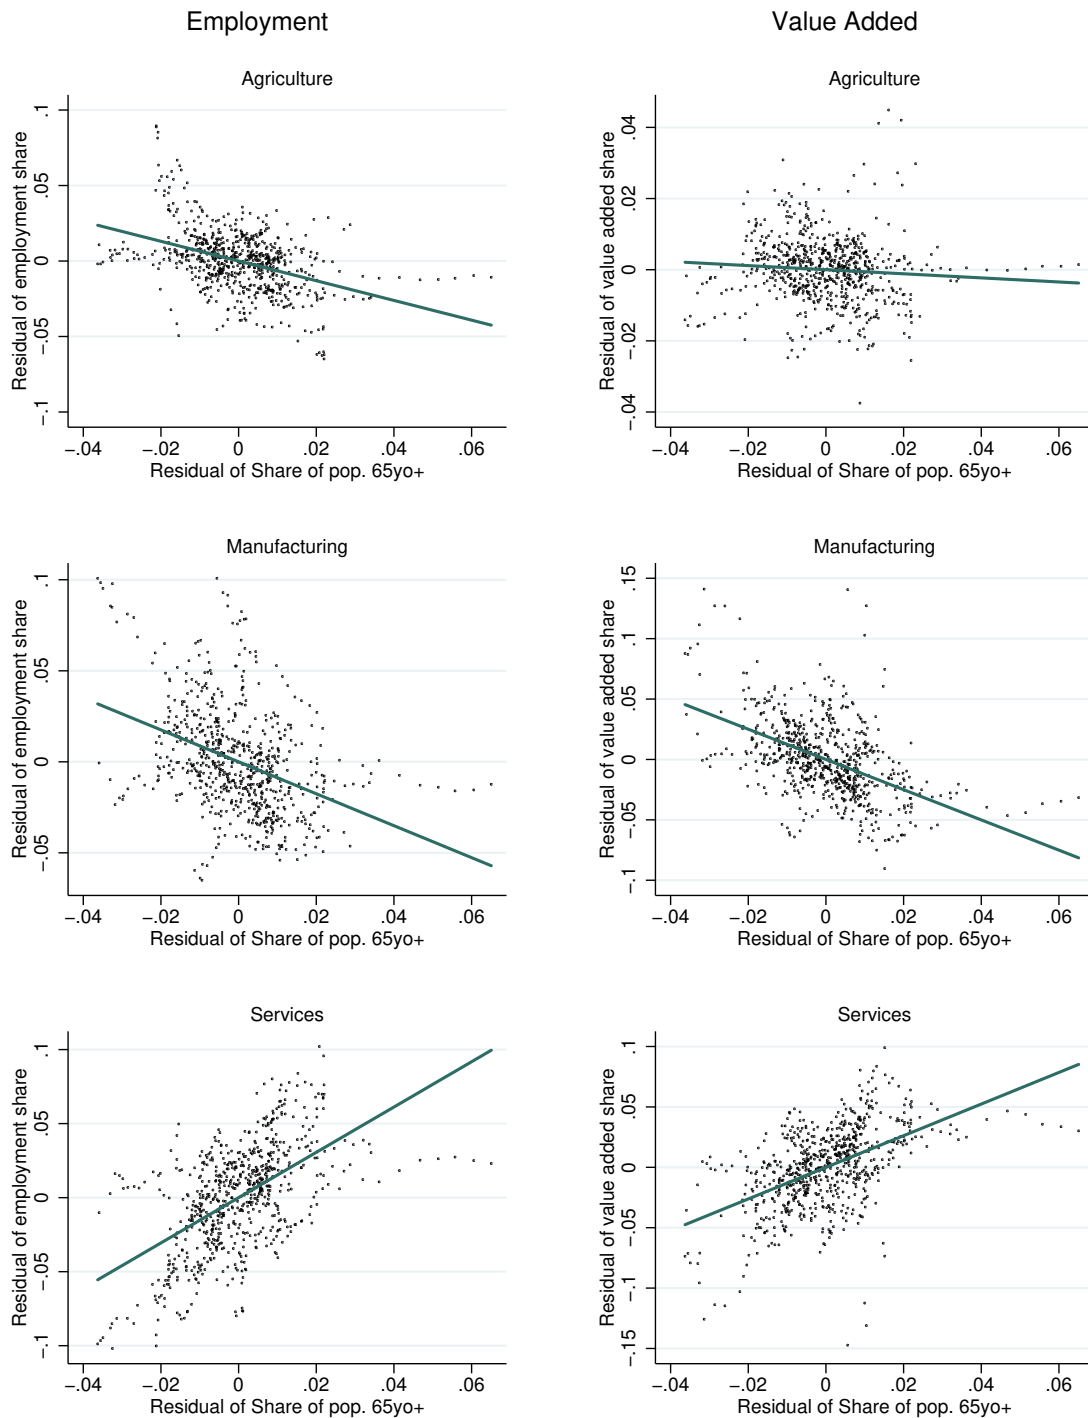 Employment
Value Added
Agriculture
Residual of employment share
.1
.05
0
−.05
−.1
−.04 −.02 0 .02 .04 .06
Residual of Share of pop. 65yo+
Agriculture
Residual of value added share
.04
.02
0
−.02
−.04
−.04 −.02 0 .02 .04 .06
Residual of Share of pop. 65yo+
Manufacturing
Residual of employment share
.1
.05
0
−.05
−.04 −.02 0 .02 .04 .06
Residual of Share of pop. 65yo+
Manufacturing
Residual of value added share
.15
.1
.05
0
−.05
−.1
−.04 −.02 0 .02 .04 .06
Residual of Share of pop. 65yo+
Services
Residual of employment share
.1
.05
0
−.05
−.1
−.04 −.02 0 .02 .04 .06
Residual of Share of pop. 65yo+
Services
Residual of value added share
.1
.05
0
−.05
−.1
−.15
−.04 −.02 0 .02 .04 .06
Residual of Share of pop. 65yo+